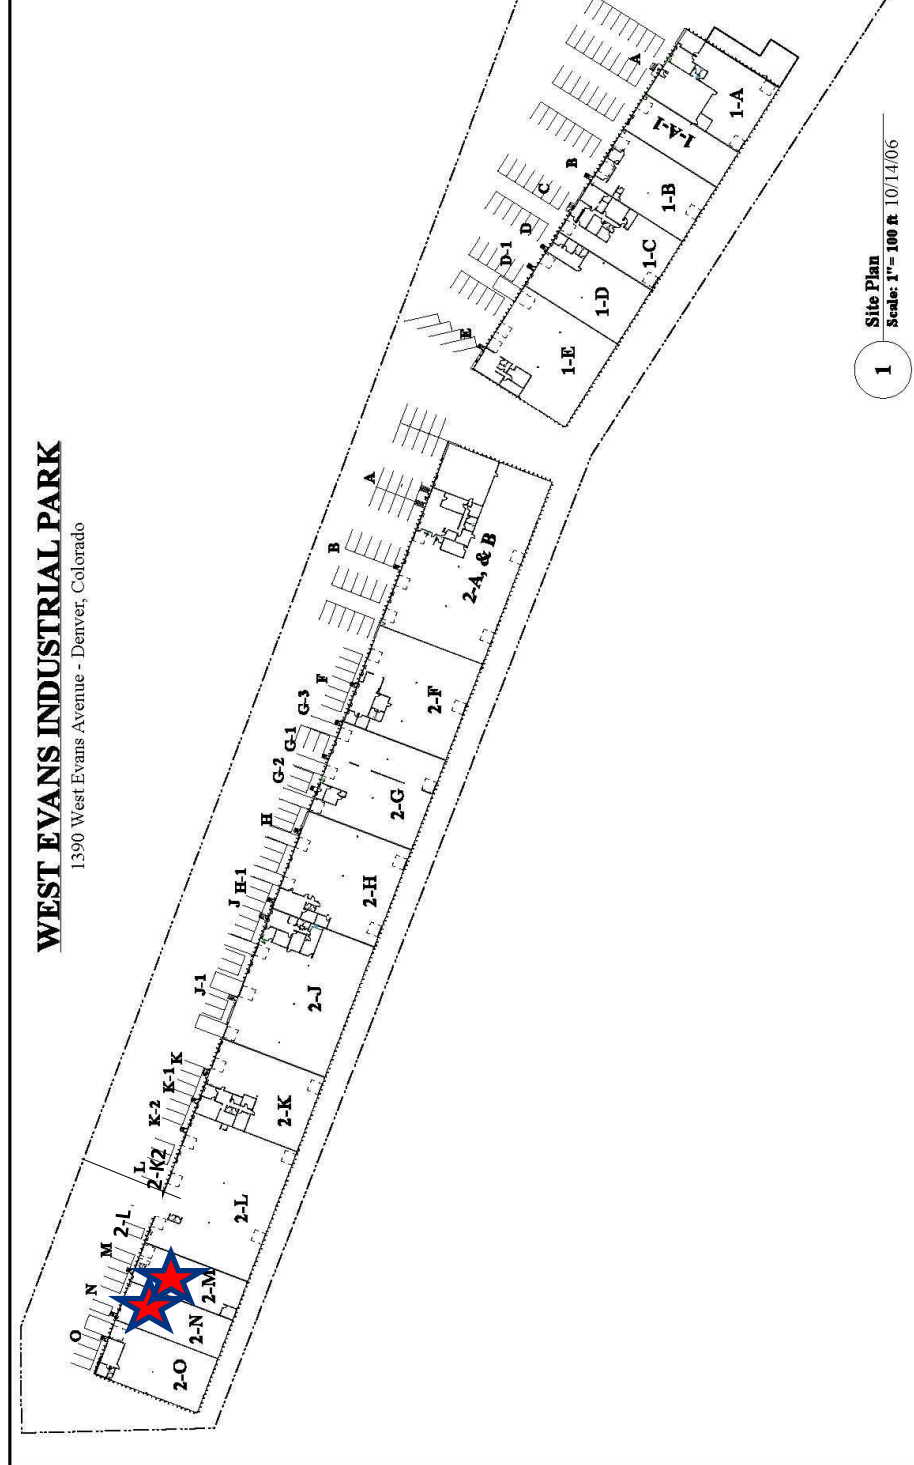 WEST EVANS INDUSTRIAL PARK
1390 West Evans Avenue - Denver, Colorado
O
N
M
2-L
L
2-K2
K-2
K-1
K
J-1
J
H-1
H
G-2
G-1
G-3
F
B
A
E
D-1
D
C
B
A
2-O
2-N
2-M
2-L
2-K
2-J
2-H
2-G
2-F
2-A, & B
1-E
1-D
1-C
1-B
1-A-1
1-A
1
Site Plan
Scale: 1"= 100 ft 10/14/06